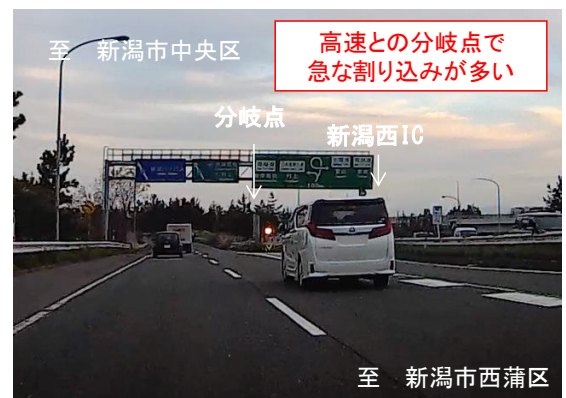 至　新潟市中央区
高速との分岐点で
急な割り込みが多い
分岐点
新潟西IC
至　新潟市西蒲区